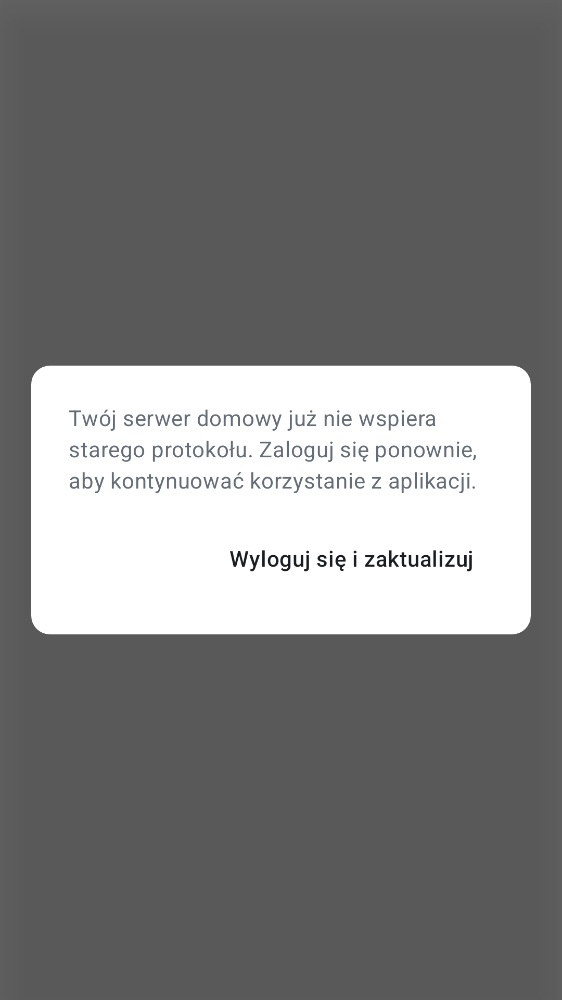 Twój serwer domowy już nie wspiera
starego protokołu. Zaloguj się ponownie,
aby kontynuować korzystanie z aplikacji.
Wyloguj się i zaktualizuj